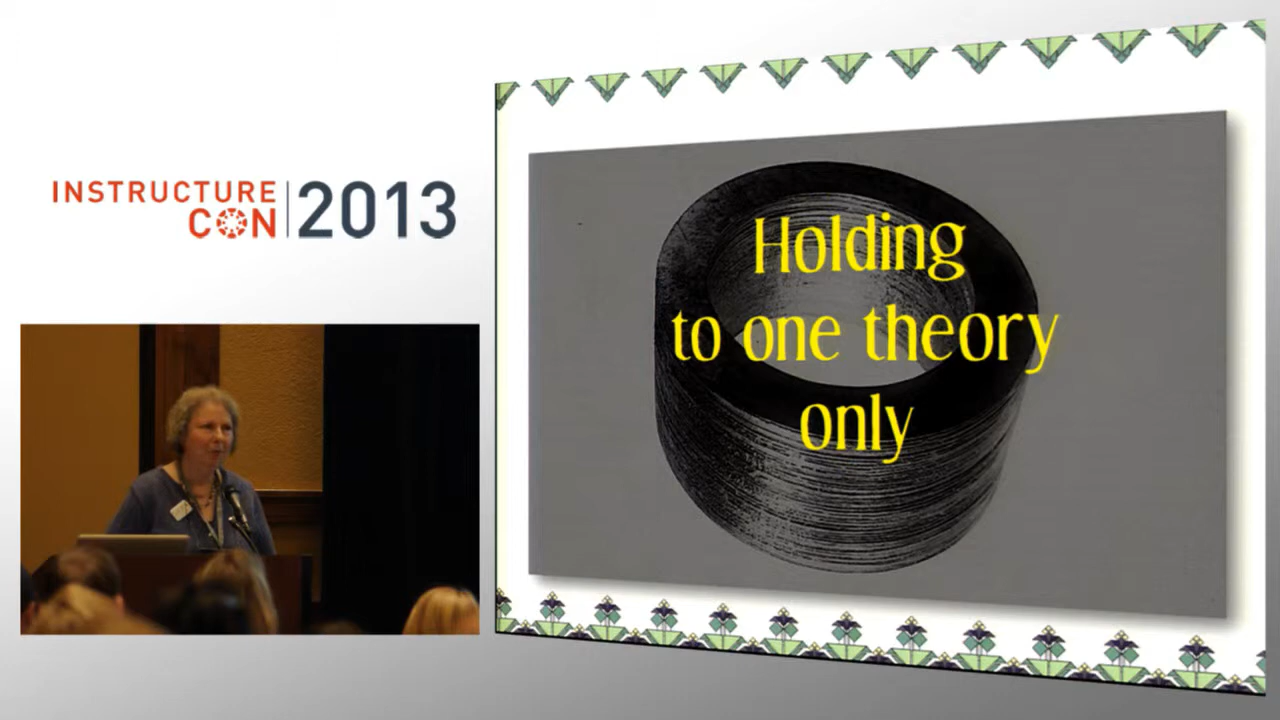 INSTRUCTURE
CON
2013
Holding
to one theory
only